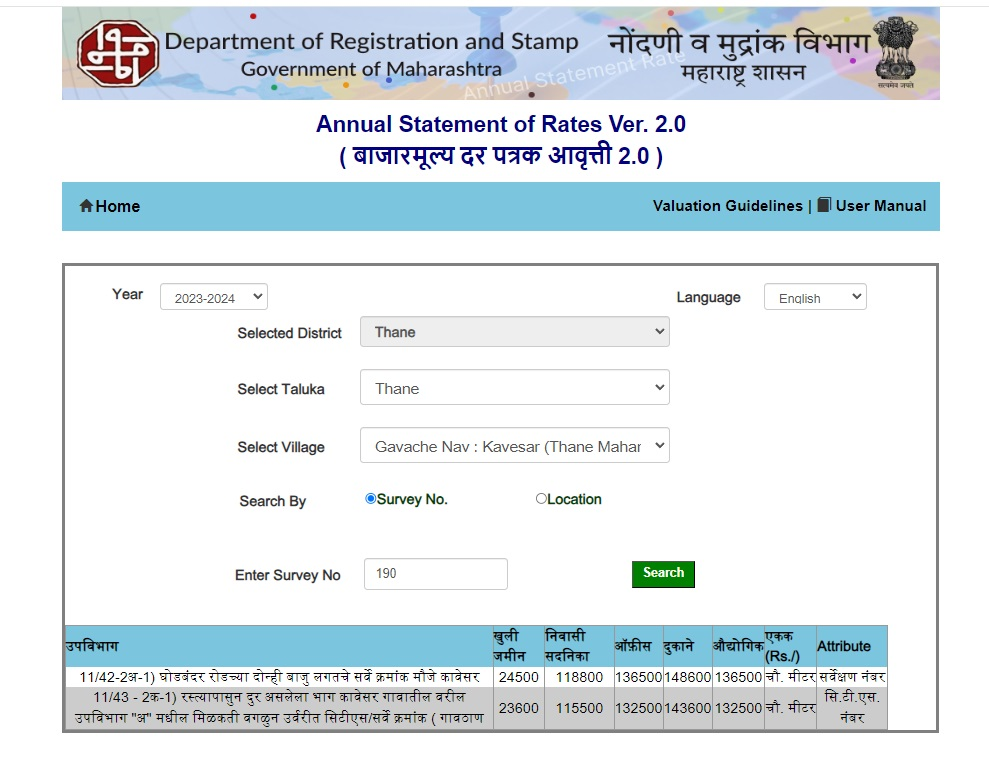 Department of Registration and Stamp
Government of Maharashtra
नोंदणी व मुद्रांक विभाग
महाराष्ट्र शासन
सत्यमेव जयते
Annual Statement Rate
Annual Statement of Rates Ver. 2.0
( बाजारमूल्य दर पत्रक आवृत्ती 2.0 )
Home Valuation Guidelines | User Manual
Year 2023-2024 Language English
Selected District Thane
Select Taluka Thane
Select Village Gavache Nav : Kavesar (Thane Mahar
Search By Survey No. Location
Enter Survey No 190 Search
उपविभाग खुली जमीन निवासी सदनिका ऑफ़ीस दुकाने औद्योगिक एकक (Rs./) Attribute
11/42-2अ-1) घोडबंदर रोडच्या दोन्ही बाजु लगतचे सर्वे क्रमांक मौजे कावेसर 24500 118800 136500 148600 136500 चौ. मीटर सर्वेक्षण नंबर
11/43 - 2क-1) रस्त्यापासुन दुर असलेला भाग कावेसर गावातील वरील
उपविभाग "अ" मधील मिळकती वगळुन उर्वरीत सिटीएस/सर्वे क्रमांक ( गावठाण 23600 115500 132500 143600 132500 चौ. मीटर सि.टी.एस. नंबर